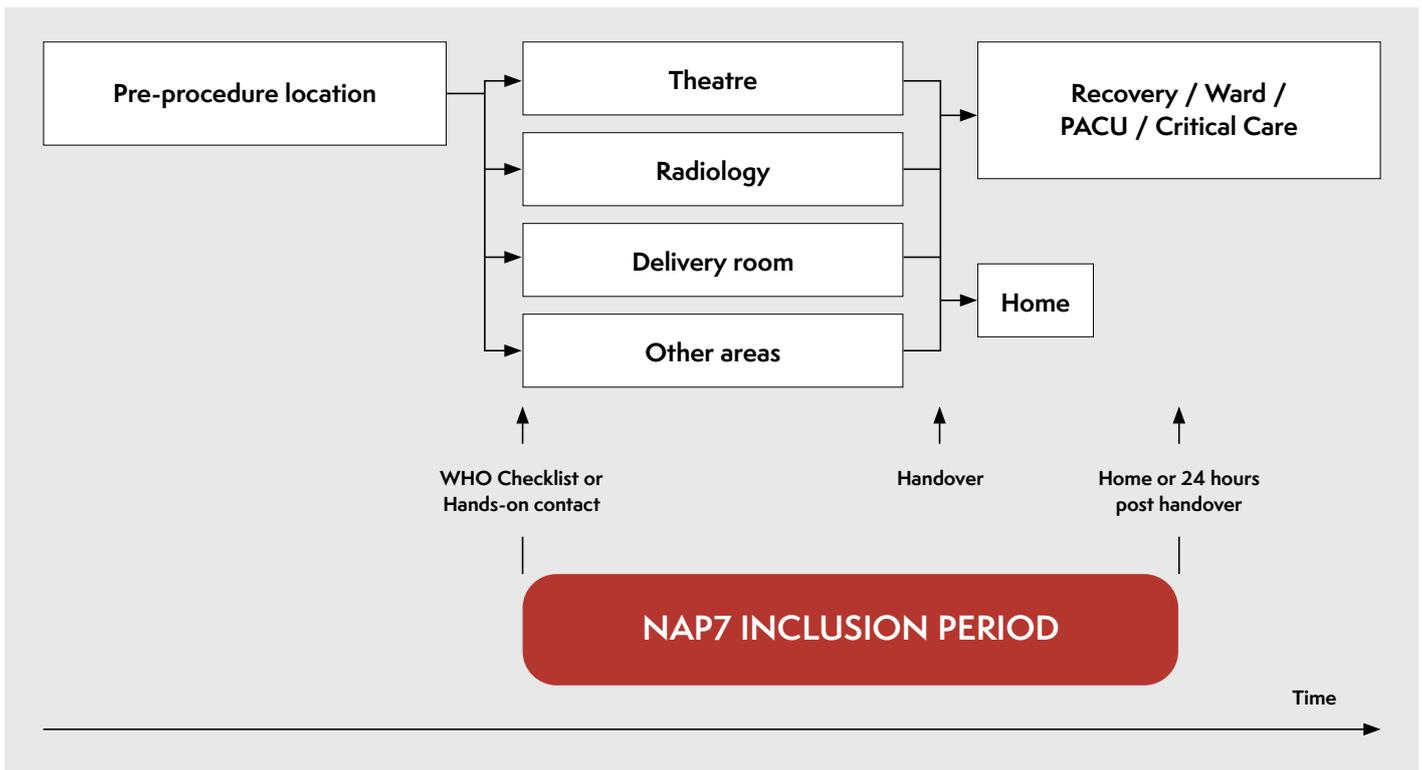 Pre-procedure location
Theatre
Radiology
Delivery room
Other areas
Recovery / Ward /
PACU / Critical Care
Home
WHO Checklist or
Hands-on contact
Handover
Home or 24 hours
post handover
NAP7 INCLUSION PERIOD
Time